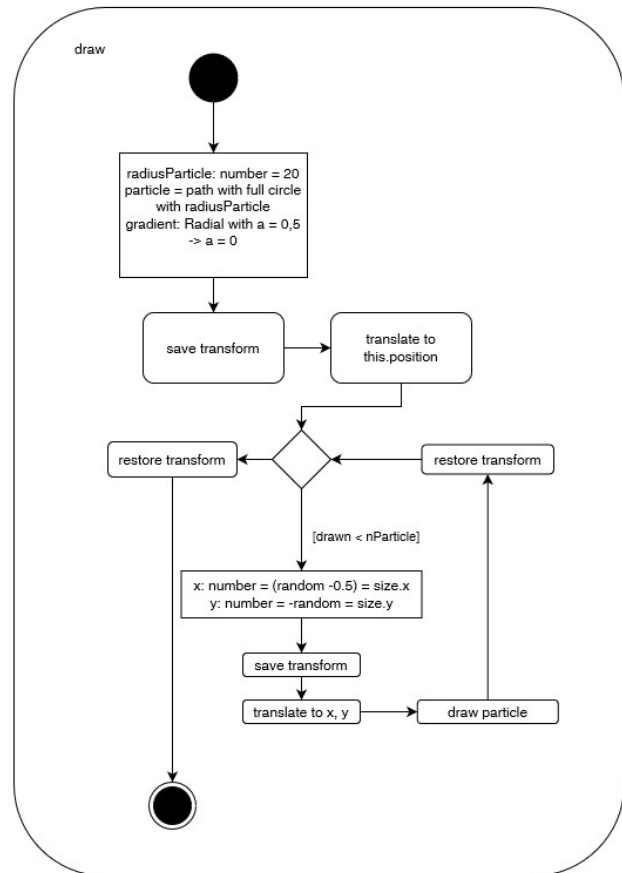 draw
radiusParticle: number = 20
particle = path with full circle
with radiusParticle
gradient: Radial with a = 0,5
-> a = 0
save transform
translate to
this.position
restore transform
restore transform
[drawn < nParticle]
x: number = (random -0.5) = size.x
y: number = -random = size.y
save transform
translate to x, y
draw particle